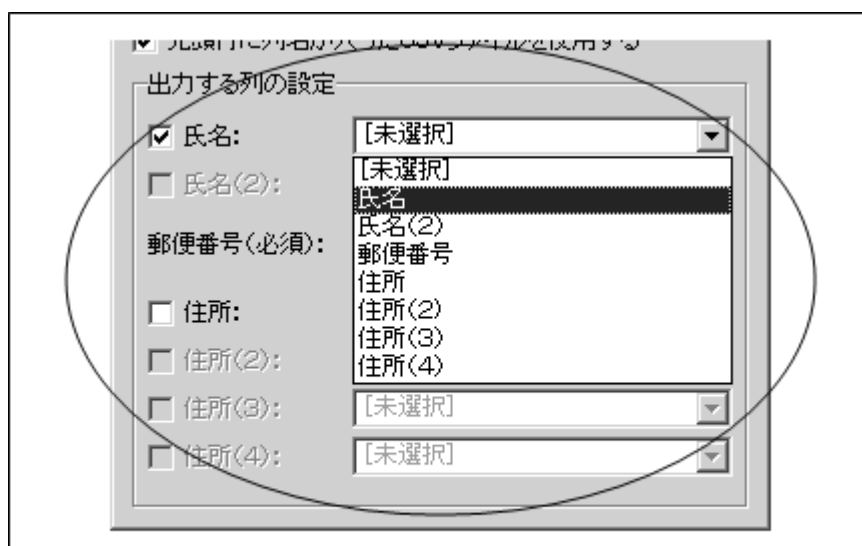 出力する列の設定
氏名: [未選択]
[未選択]
氏名(2): 氏名
氏名(2)
郵便番号(必須): 郵便番号
住所
住所: 住所(2)
住所(3)
住所(2): 住所(4)
住所(3): [未選択]
住所(4): [未選択]